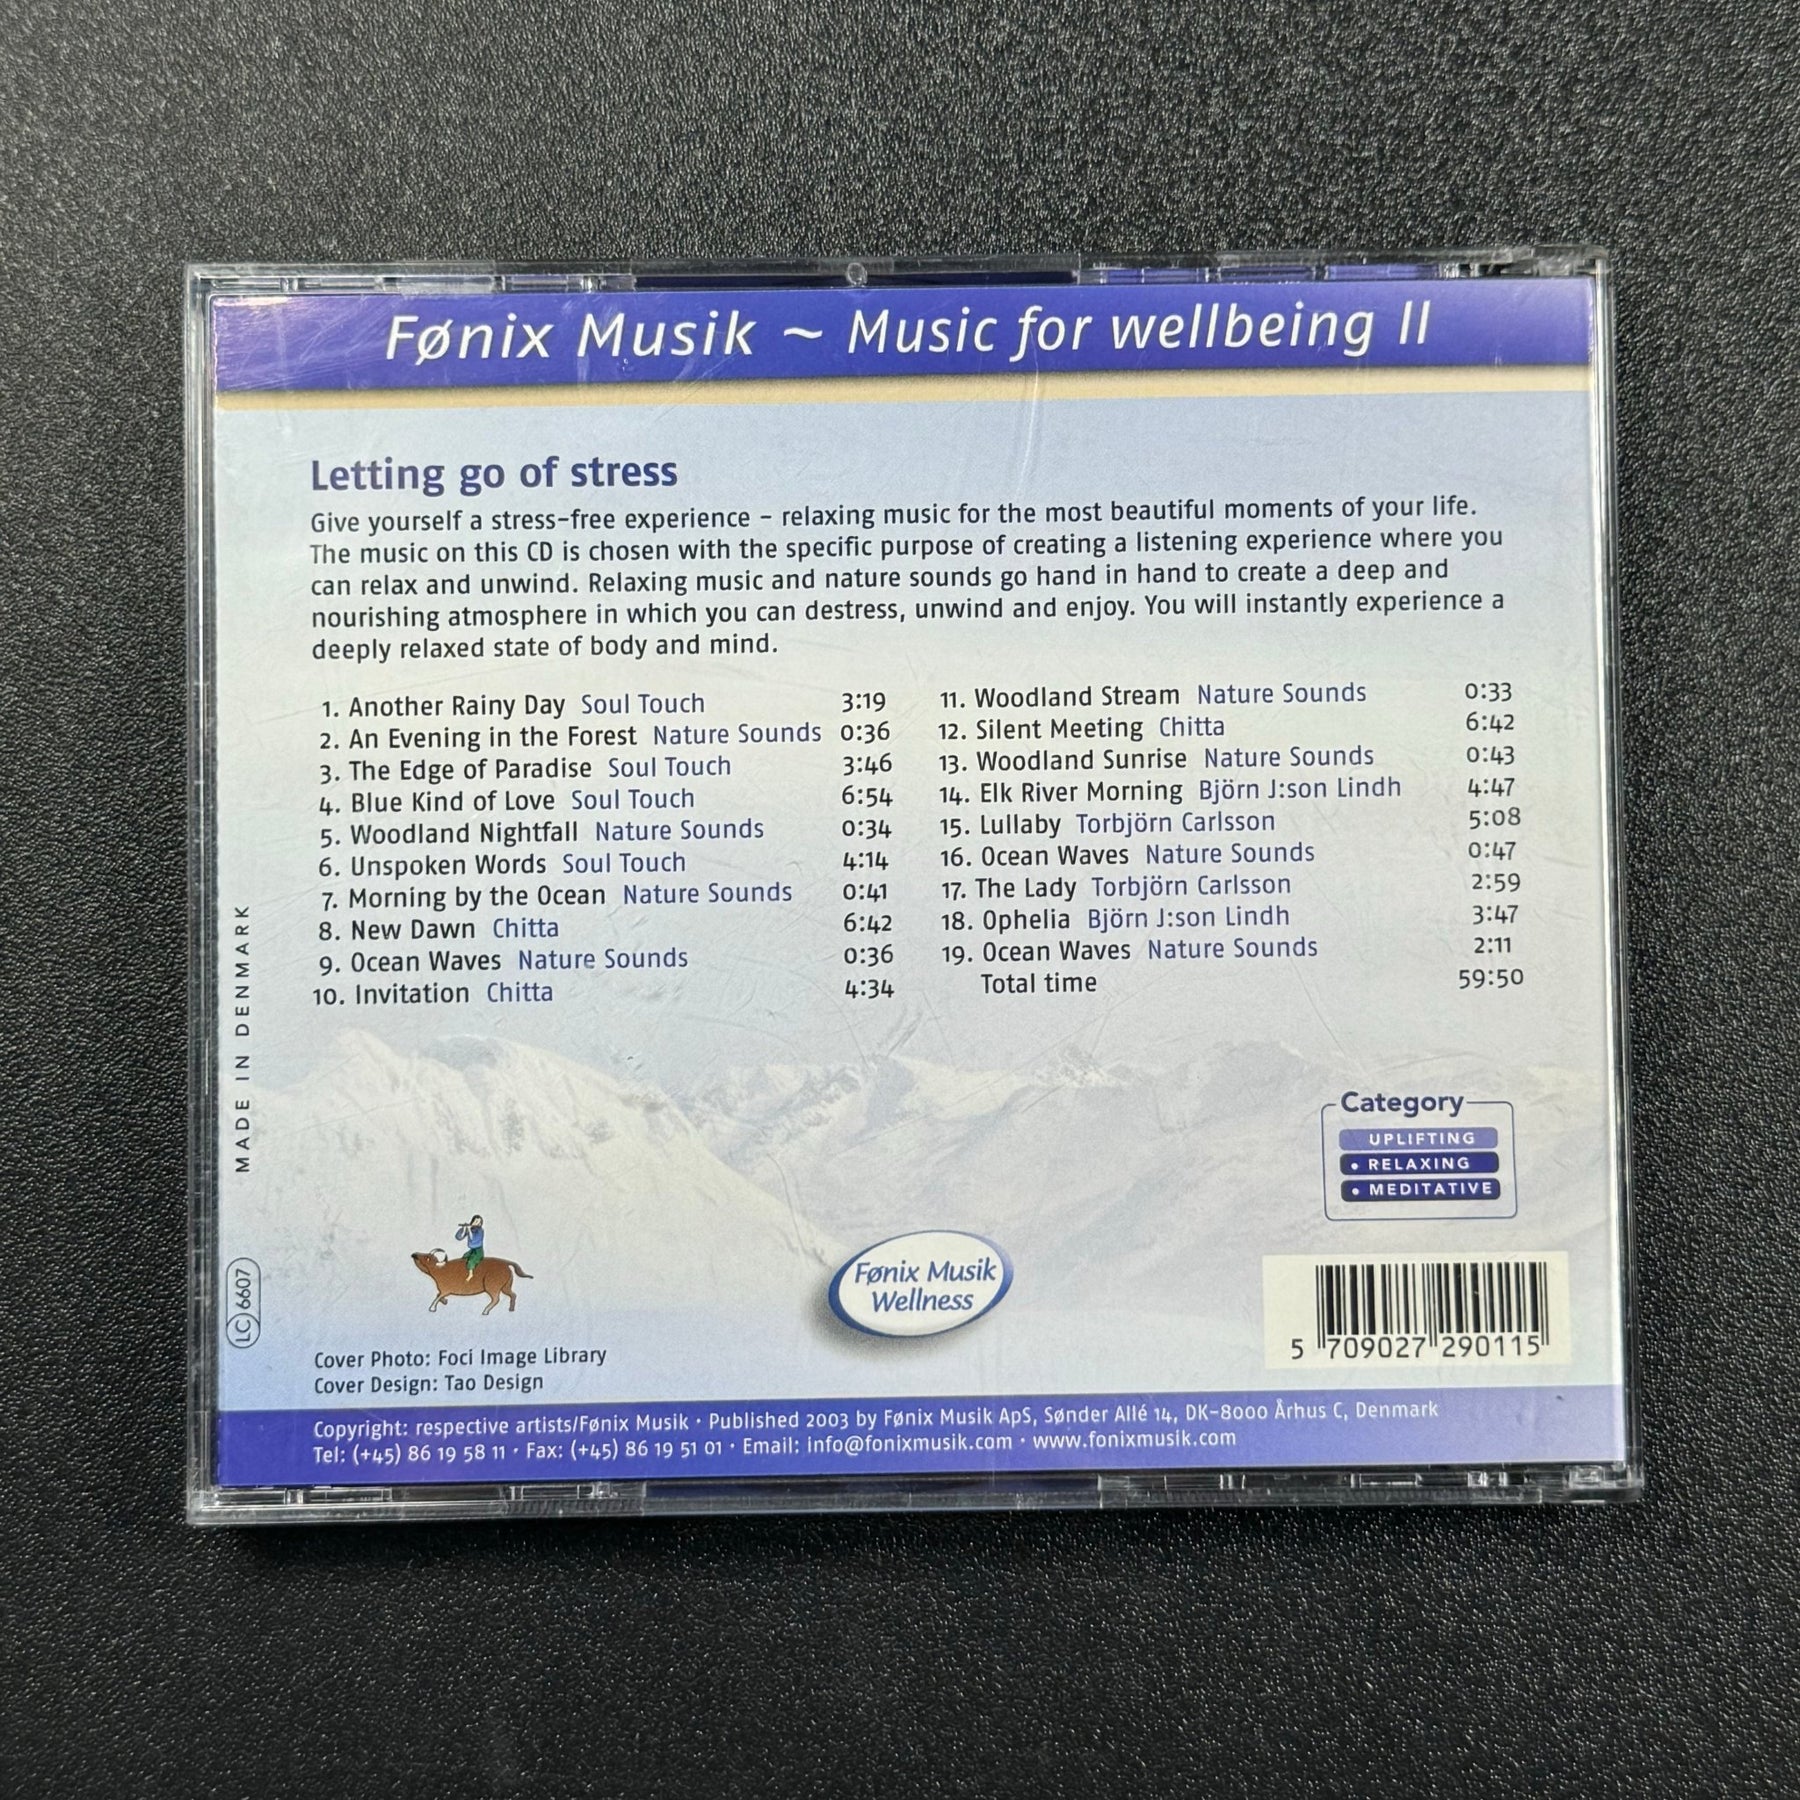 Fønix Musik ~ Music for wellbeing II
Letting go of stress
Give yourself a stress-free experience – relaxing music for the most beautiful moments of your life.
The music on this CD is chosen with the specific purpose of creating a listening experience where you
can relax and unwind. Relaxing music and nature sounds go hand in hand to create a deep and
nourishing atmosphere in which you can destress, unwind and enjoy. You will instantly experience a
deeply relaxed state of body and mind.
1. Another Rainy Day Soul Touch 3:19
2. An Evening in the Forest Nature Sounds 0:36
3. The Edge of Paradise Soul Touch 3:46
4. Blue Kind of Love Soul Touch 6:54
5. Woodland Nightfall Nature Sounds 0:34
6. Unspoken Words Soul Touch 4:14
7. Morning by the Ocean Nature Sounds 0:41
8. New Dawn Chitta 6:42
9. Ocean Waves Nature Sounds 0:36
10. Invitation Chitta 4:34
11. Woodland Stream Nature Sounds 0:33
12. Silent Meeting Chitta 6:42
13. Woodland Sunrise Nature Sounds 0:43
14. Elk River Morning Björn J:son Lindh 4:47
15. Lullaby Torbjörn Carlsson 5:08
16. Ocean Waves Nature Sounds 0:47
17. The Lady Torbjörn Carlsson 2:59
18. Ophelia Björn J:son Lindh 3:47
19. Ocean Waves Nature Sounds 2:11
Total time 59:50
MADE IN DENMARK
LC 6607
Category
UPLIFTING
• RELAXING
• MEDITATIVE
Fønix Musik
Wellness
5 709027 290115
Cover Photo: Foci Image Library
Cover Design: Tao Design
Copyright: respective artists/Fønix Musik · Published 2003 by Fønix Musik ApS, Sønder Allé 14, DK-8000 Århus C, Denmark
Tel: (+45) 86 19 58 11 · Fax: (+45) 86 19 51 01 · Email: info@fonixmusik.com · www.fonixmusik.com